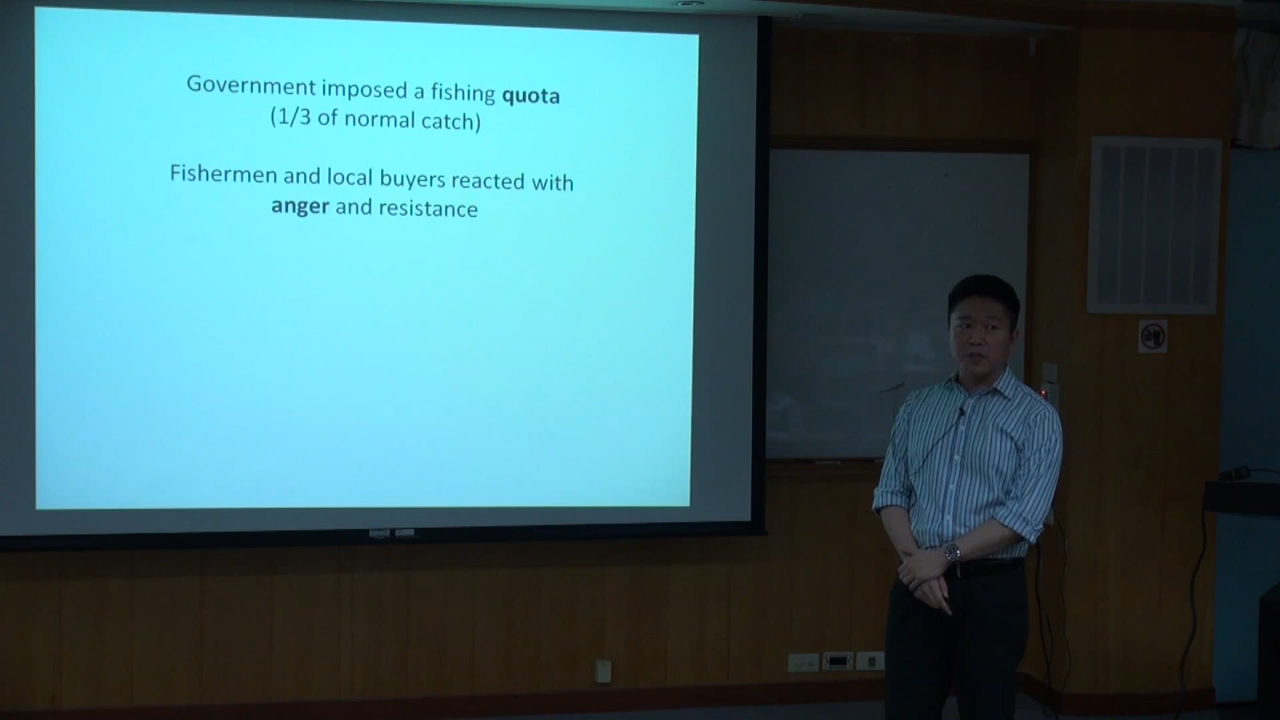 Government imposed a fishing quota
(1/3 of normal catch)
Fishermen and local buyers reacted with
anger and resistance